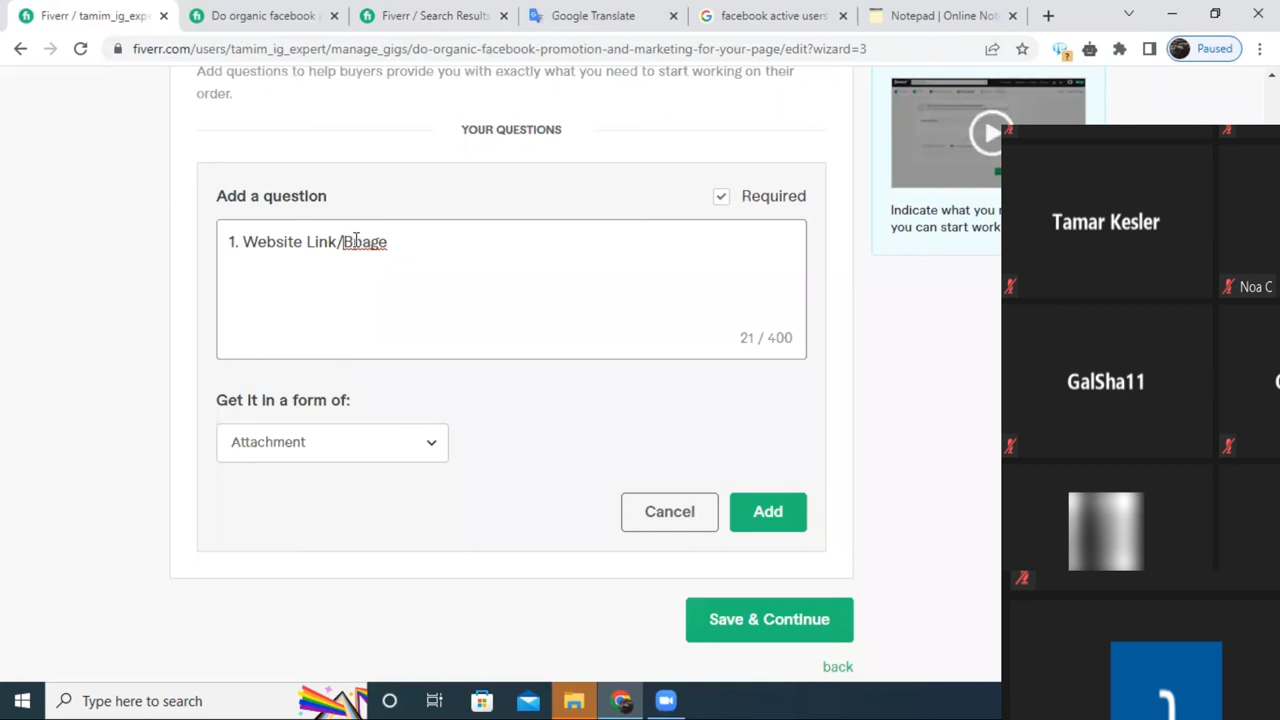 Fiverr / tamim_ig_expe
Do organic facebook
Fiverr / Search Results
Google Translate
facebook active users
Notepad | Online Not
fiverr.com/users/tamim_ig_expert/manage_gigs/do-organic-facebook-promotion-and-marketing-for-your-page/edit?wizard=3
Paused
Add questions to help buyers provide you with exactly what you need to start working on their
order.
YOUR QUESTIONS
Add a question
Required
1. Website Link/
21 / 400
Get it in a form of:
Attachment
Cancel
Add
Save & Continue
back
Indicate what you
you can start work
Tamar Kesler
Noa C
GalSha11
Type here to search